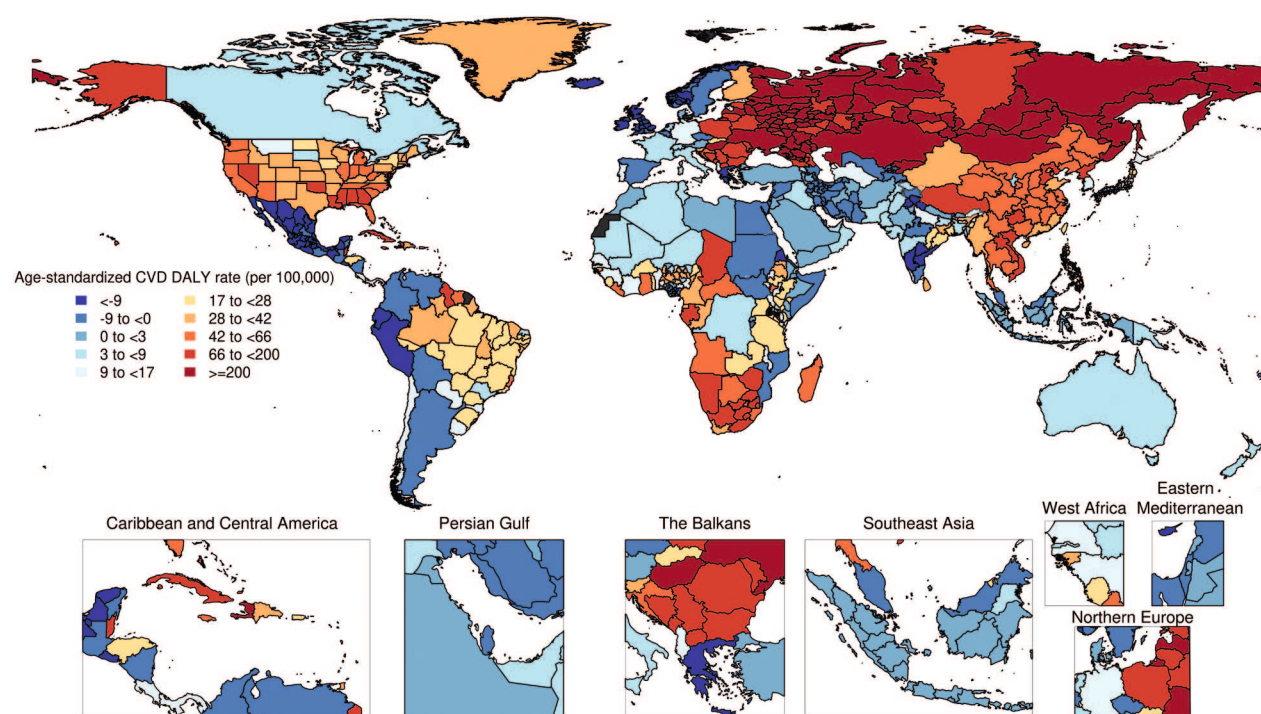 Age-standardized CVD DALY rate (per 100,000)
<-9
-9 to <0
0 to <3
3 to <9
9 to <17
17 to <28
28 to <42
42 to <66
66 to <200
>=200
Caribbean and Central America
Persian Gulf
The Balkans
Southeast Asia
West Africa
Eastern
Mediterranean
Northern Europe